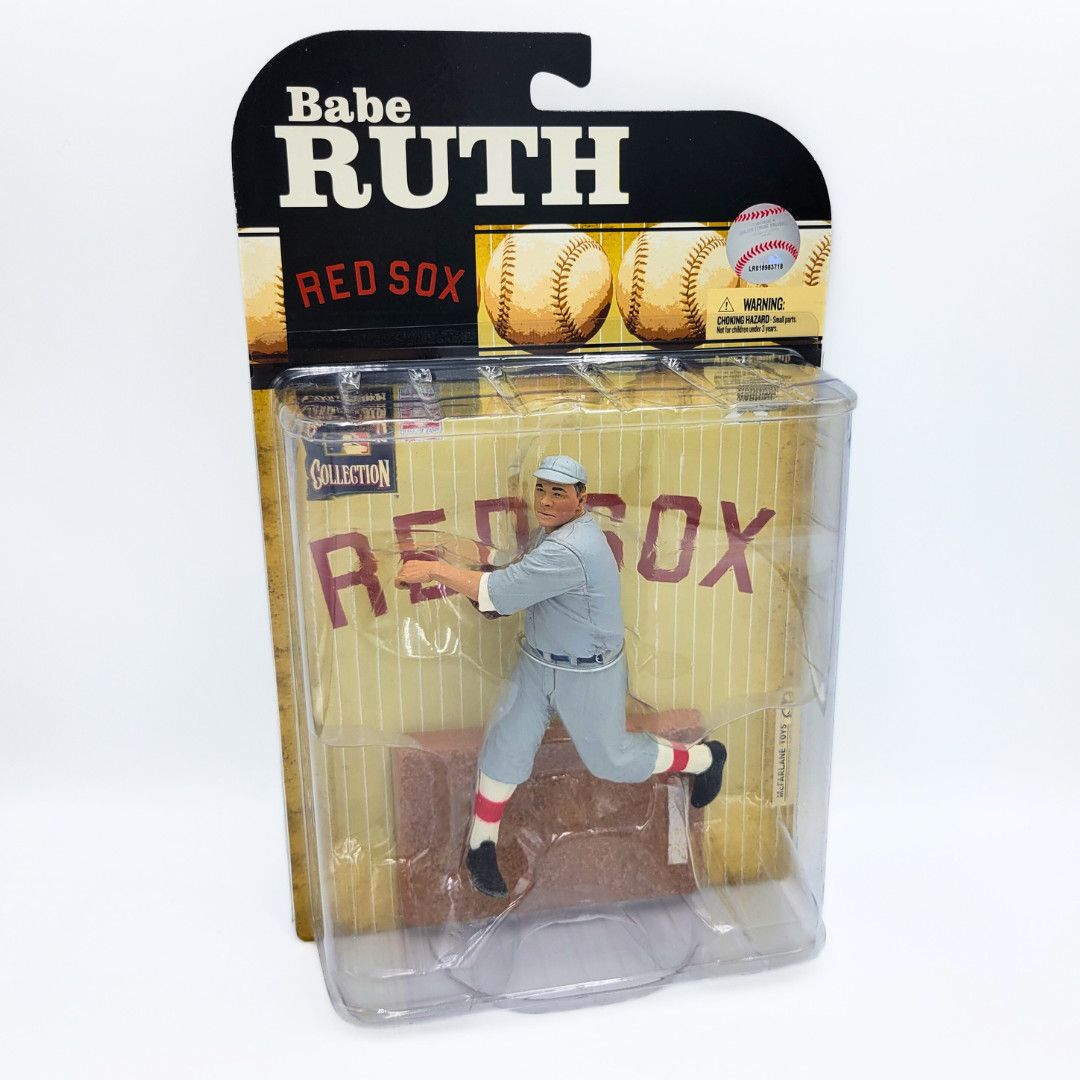 Babe
RUTH
RED SOX
LR018983718
WARNING:
CHOKING HAZARD- Small parts
Not for children under 3 years.
COLLECTION
RED SOX
McFARLANE TOYS